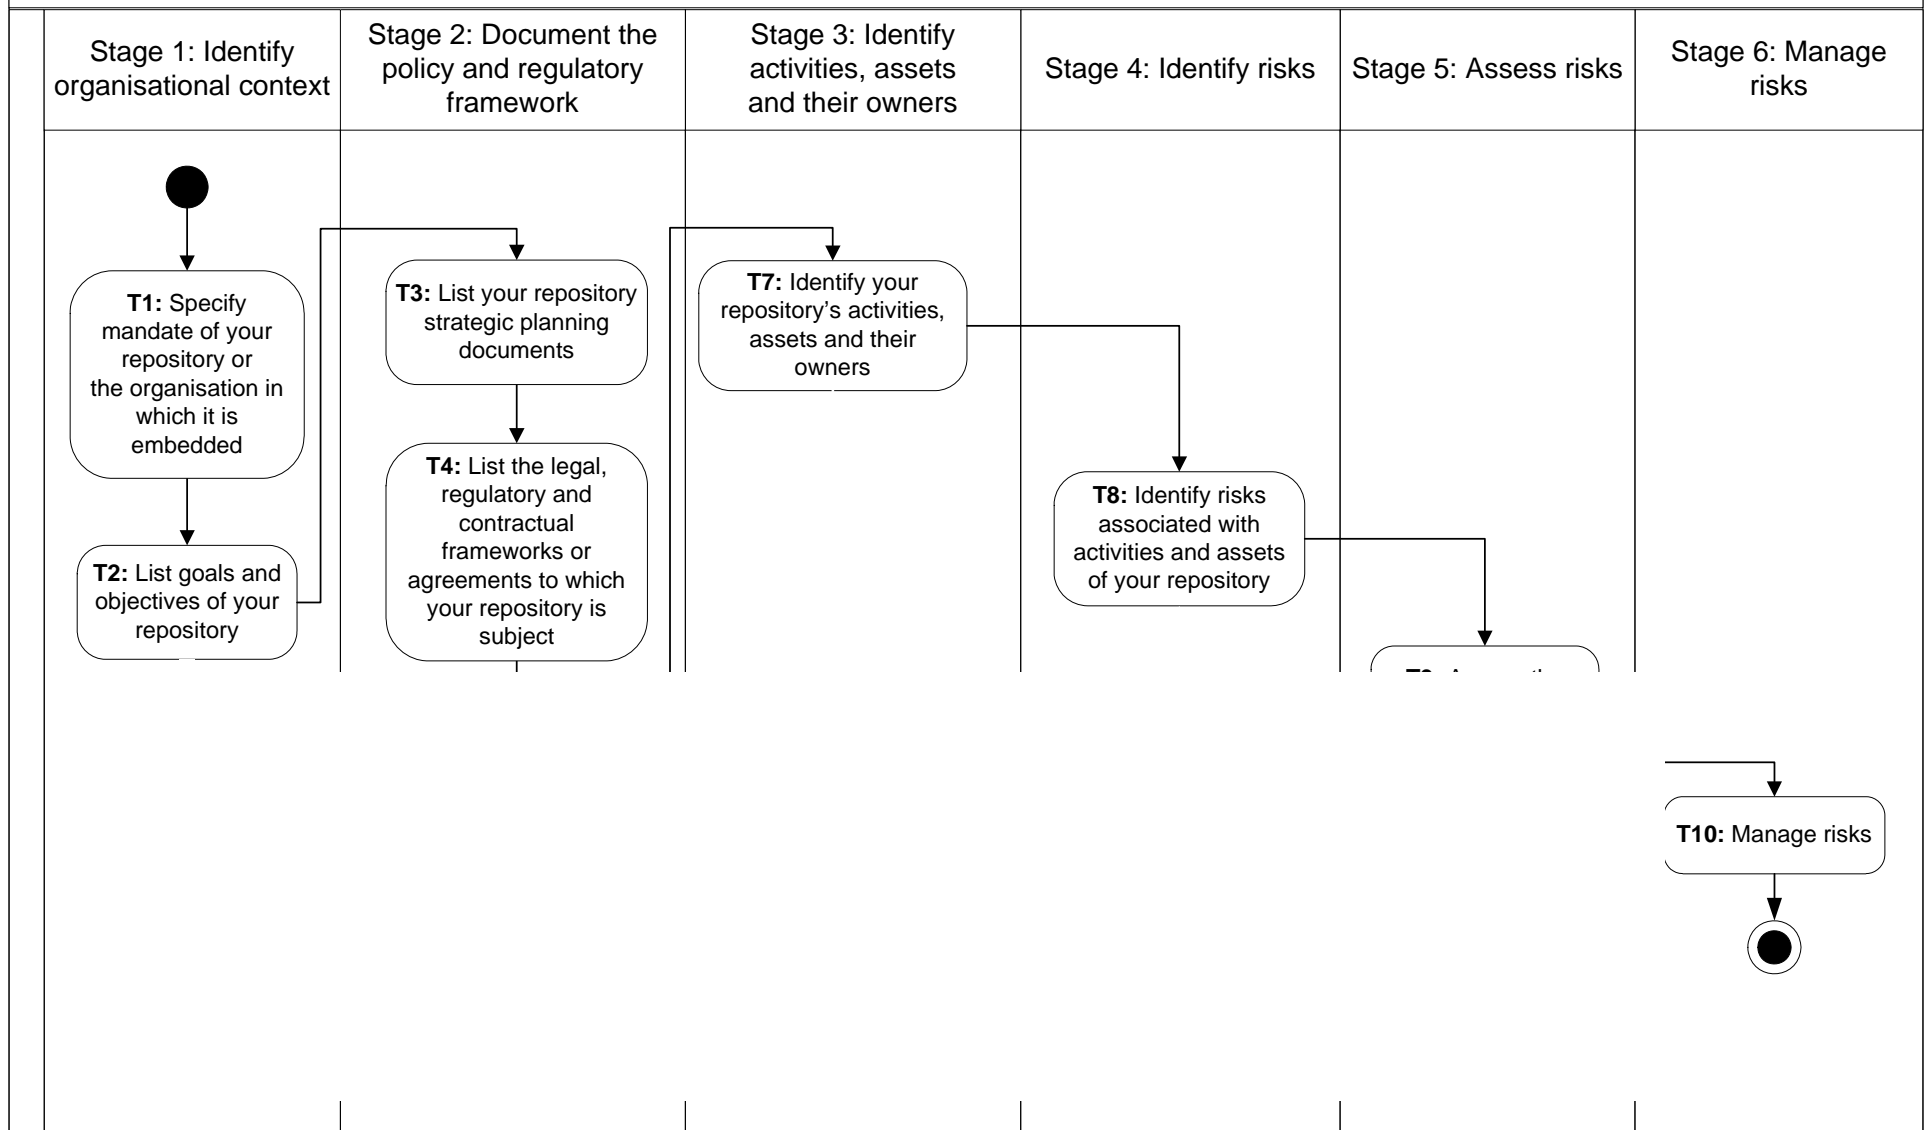 Stage 1: Identify
organisational context
Stage 2: Document the
policy and regulatory
framework
Stage 3: Identify
activities, assets
and their owners
Stage 4: Identify risks
Stage 5: Assess risks
Stage 6: Manage
risks
T1: Specify
mandate of your
repository or
the organisation in
which it is
embedded
T2: List goals and
objectives of your
repository
T3: List your repository
strategic planning
documents
T4: List the legal,
regulatory and
contractual
frameworks or
agreements to which
your repository is
subject
T7: Identify your
repository’s activities,
assets and their
owners
T8: Identify risks
associated with
activities and assets
of your repository
T10: Manage risks